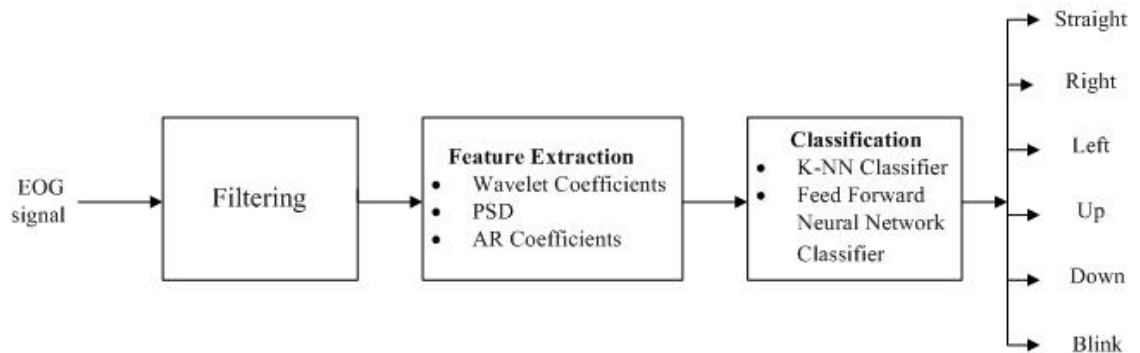 EOG
signal
Filtering
Feature Extraction
• Wavelet Coefficients
• PSD
• AR Coefficients
Classification
• K-NN Classifier
• Feed Forward
Neural Network
Classifier
Straight
Right
Left
Up
Down
Blink